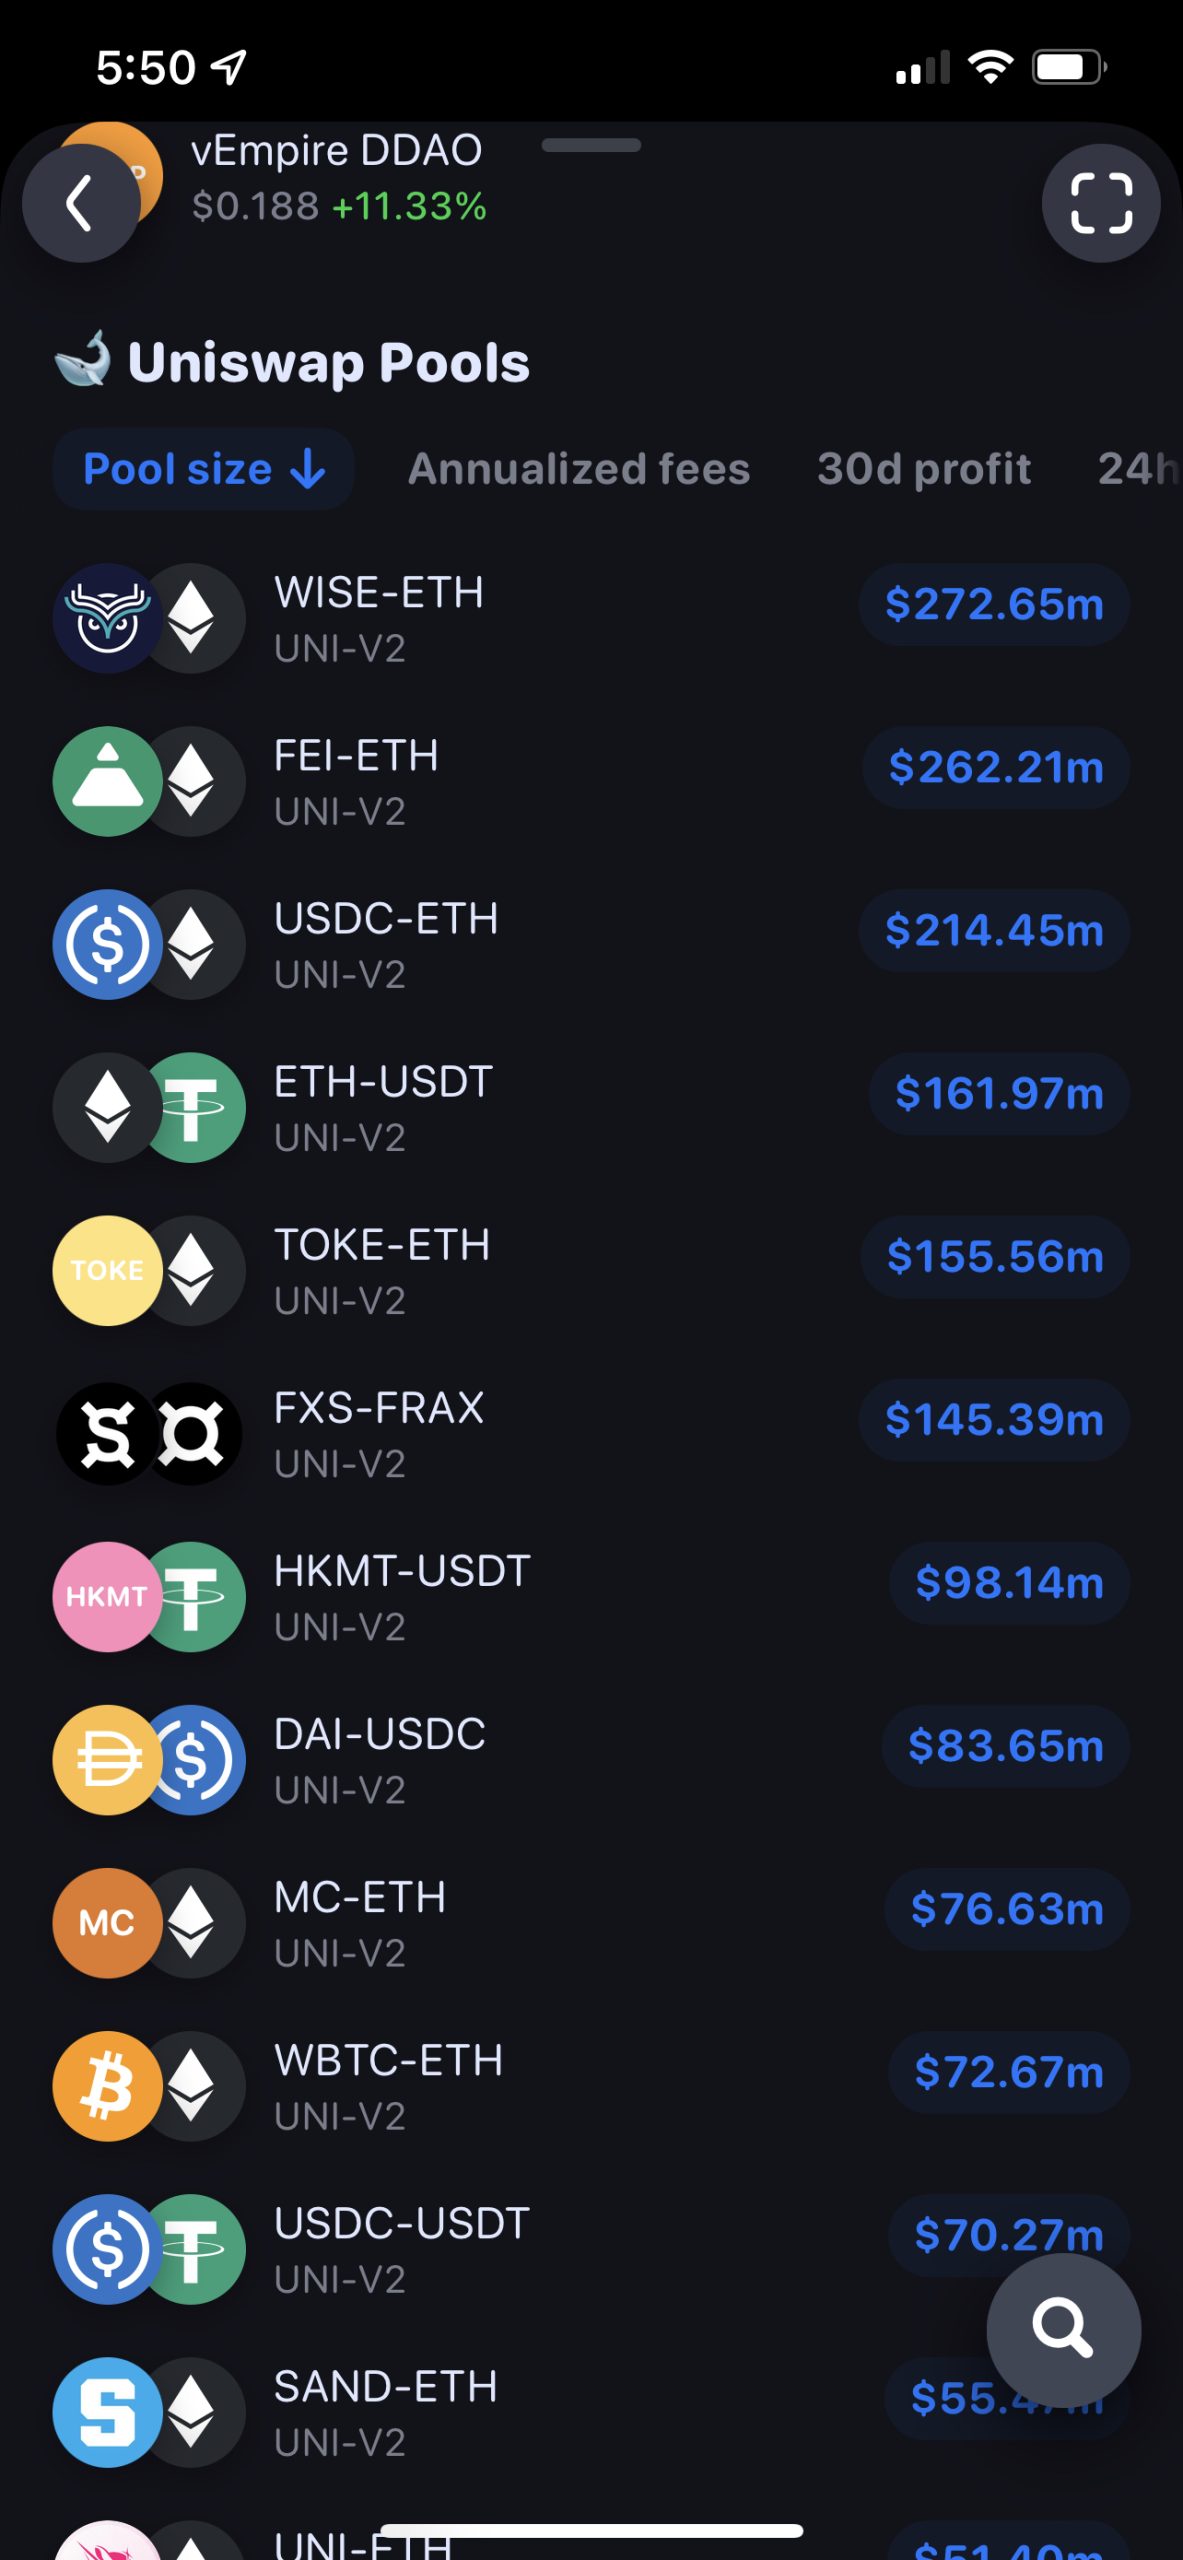 5:50
vEmpire DDAO
$0.188 +11.33%
Uniswap Pools
Pool size ↓ Annualized fees 30d profit 24h
WISE-ETH $272.65m
UNI-V2
FEI-ETH $262.21m
UNI-V2
USDC-ETH $214.45m
UNI-V2
ETH-USDT $161.97m
UNI-V2
TOKE TOKE-ETH $155.56m
UNI-V2
FXS-FRAX $145.39m
UNI-V2
HKMT HKMT-USDT $98.14m
UNI-V2
DAI-USDC $83.65m
UNI-V2
MC MC-ETH $76.63m
UNI-V2
WBTC-ETH $72.67m
UNI-V2
USDC-USDT $70.27m
UNI-V2
SAND-ETH
UNI-V2
UNI-ETH $51.40m